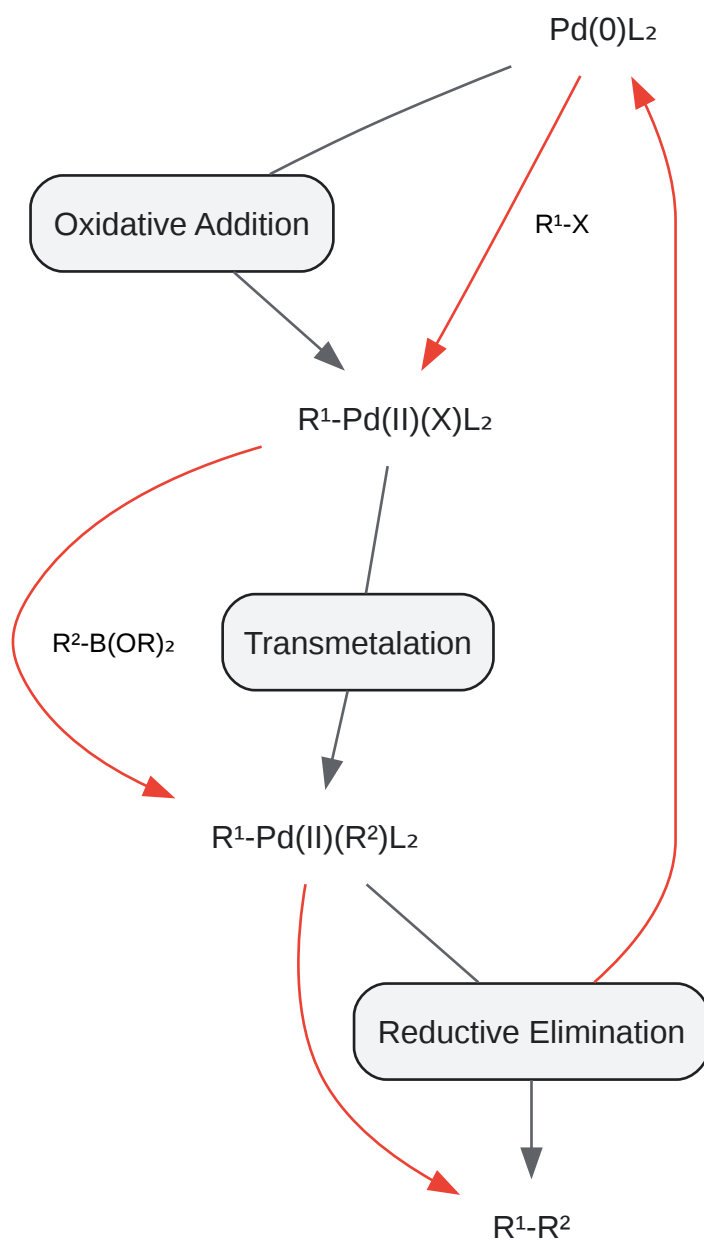 Pd(0)L₂
Oxidative Addition
R¹-X
R¹-Pd(II)(X)L₂
R²-B(OR)₂
Transmetalation
R¹-Pd(II)(R²)L₂
Reductive Elimination
R¹-R²